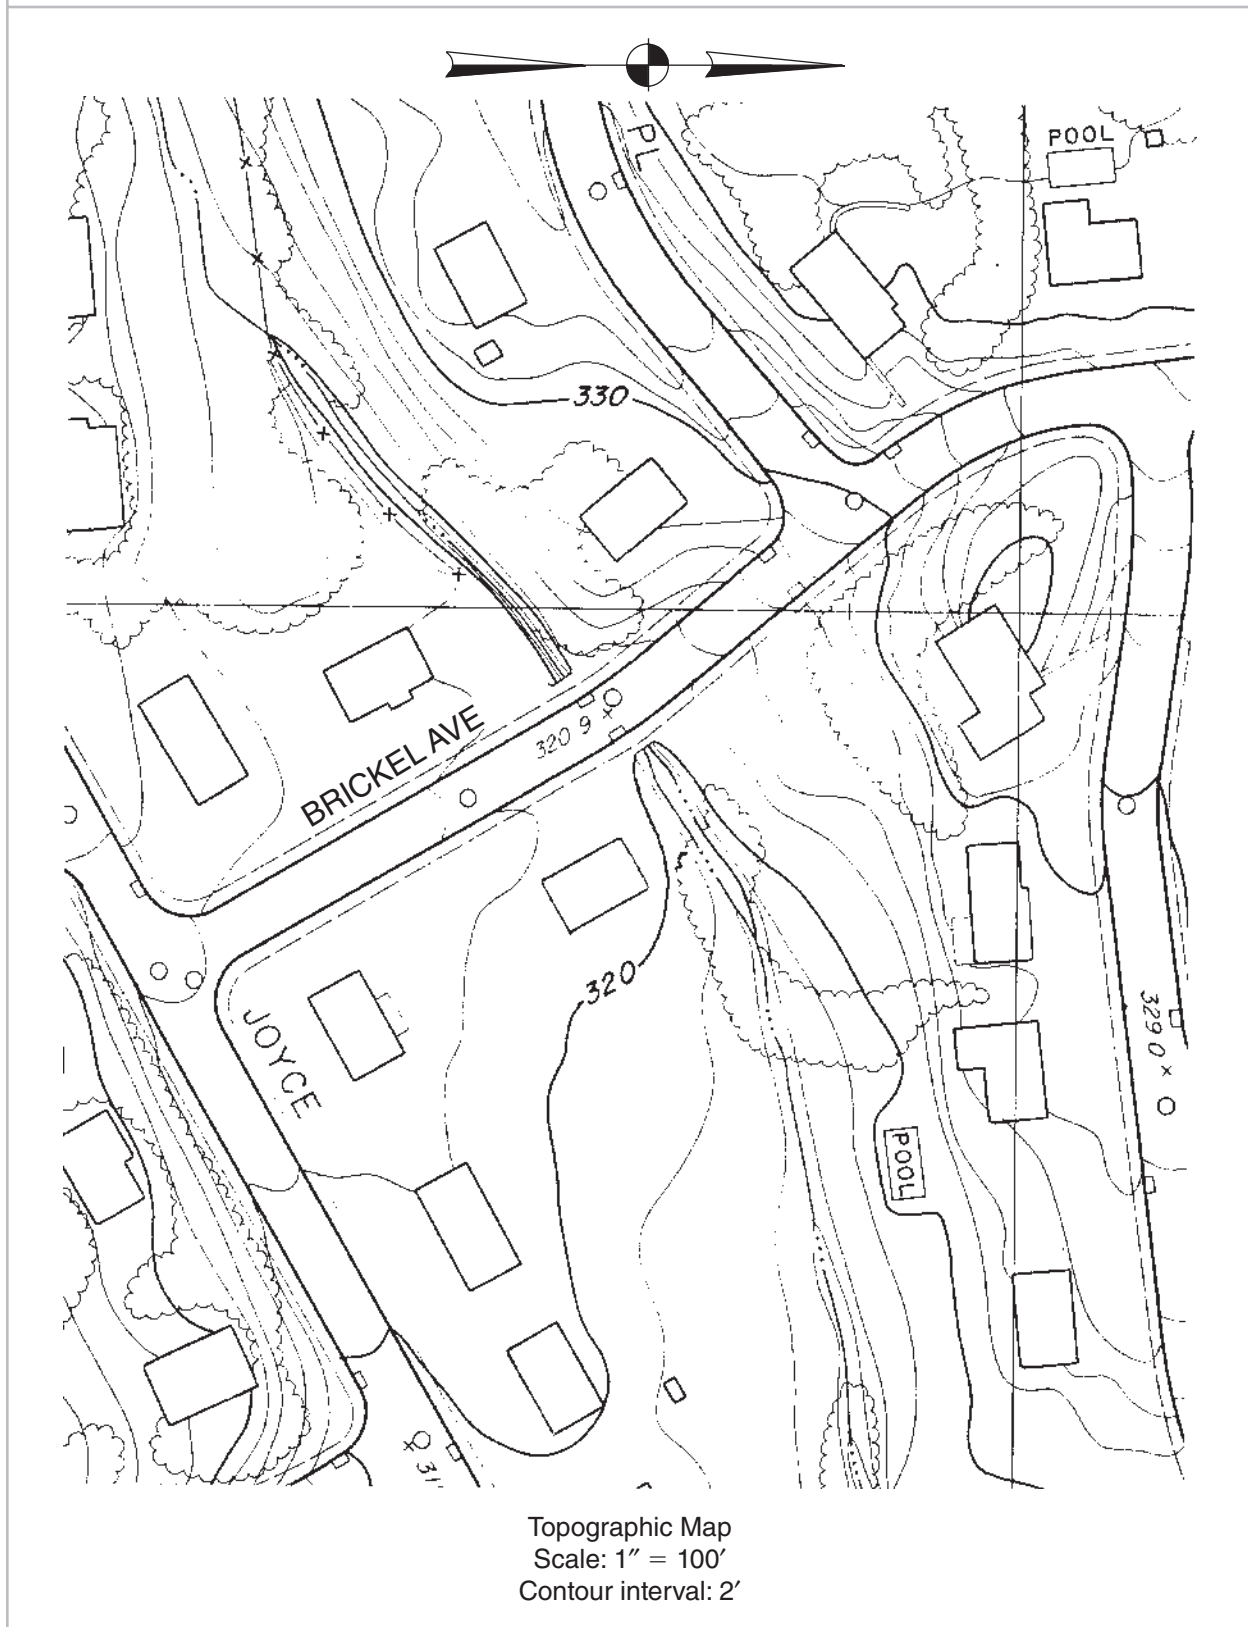 PL
POOL
330
BRICKEL AVE
320 9
320
JOYCE
329 0
POOL
Topographic Map
Scale: 1″ = 100′
Contour interval: 2′